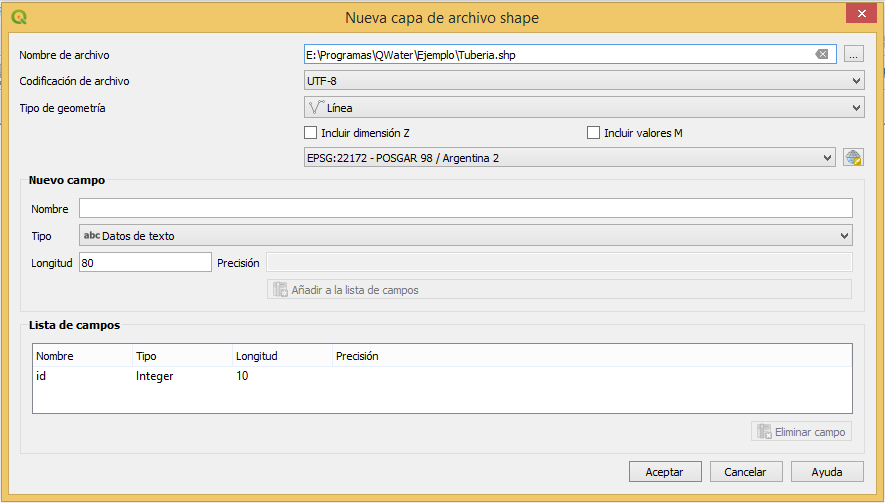 Nueva capa de archivo shape
Nombre de archivo E:\Programas\QWater\Ejemplo\Tuberia.shp ...
Codificación de archivo UTF-8
Tipo de geometría Línea
Incluir dimensión Z Incluir valores M
EPSG:22172 - POSGAR 98 / Argentina 2
Nuevo campo
Nombre
Tipo abc Datos de texto
Longitud 80 Precisión
Añadir a la lista de campos
Lista de campos
Nombre Tipo Longitud Precisión
id Integer 10
Eliminar campo
Aceptar Cancelar Ayuda